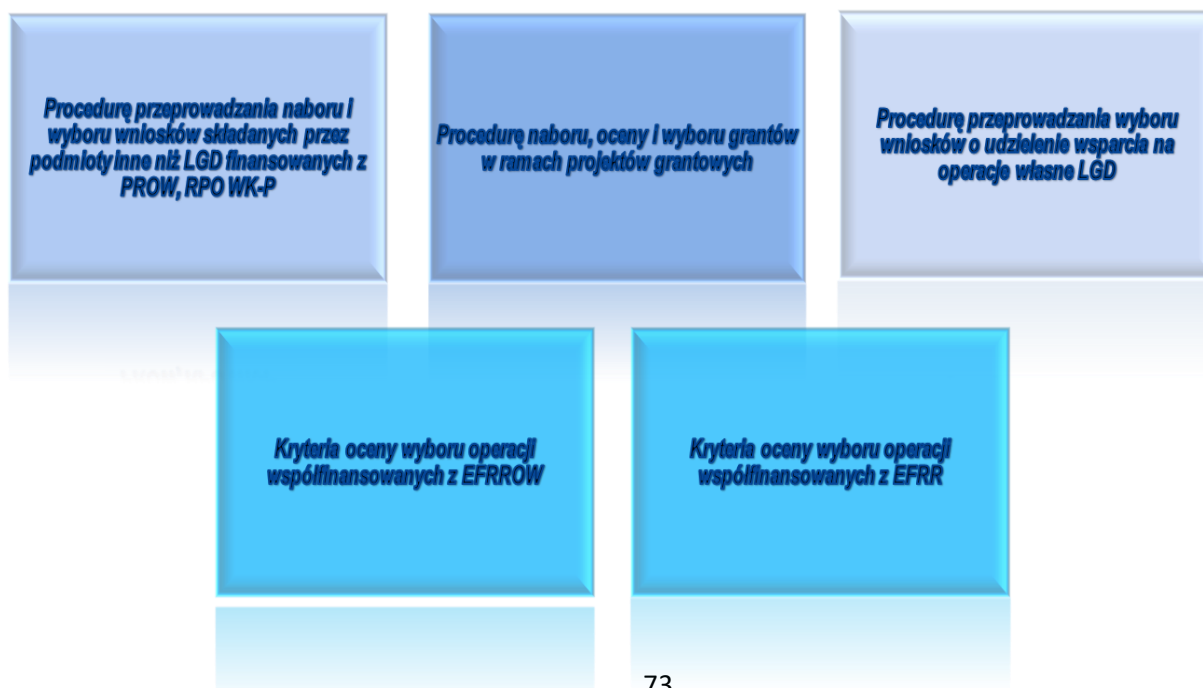 Procedurę przeprowadzania naboru i
wyboru wniosków składanych przez
podmioty inne niż LGD finansowanych z
PROW, RPO WK-P
Procedurę naboru, oceny i wyboru grantów
w ramach projektów grantowych
Procedurę przeprowadzania wyboru
wniosków o udzielenie wsparcia na
operacje własne LGD
Kryteria oceny wyboru operacji
współfinansowanych z EFRROW
Kryteria oceny wyboru operacji
współfinansowanych z EFRR
73